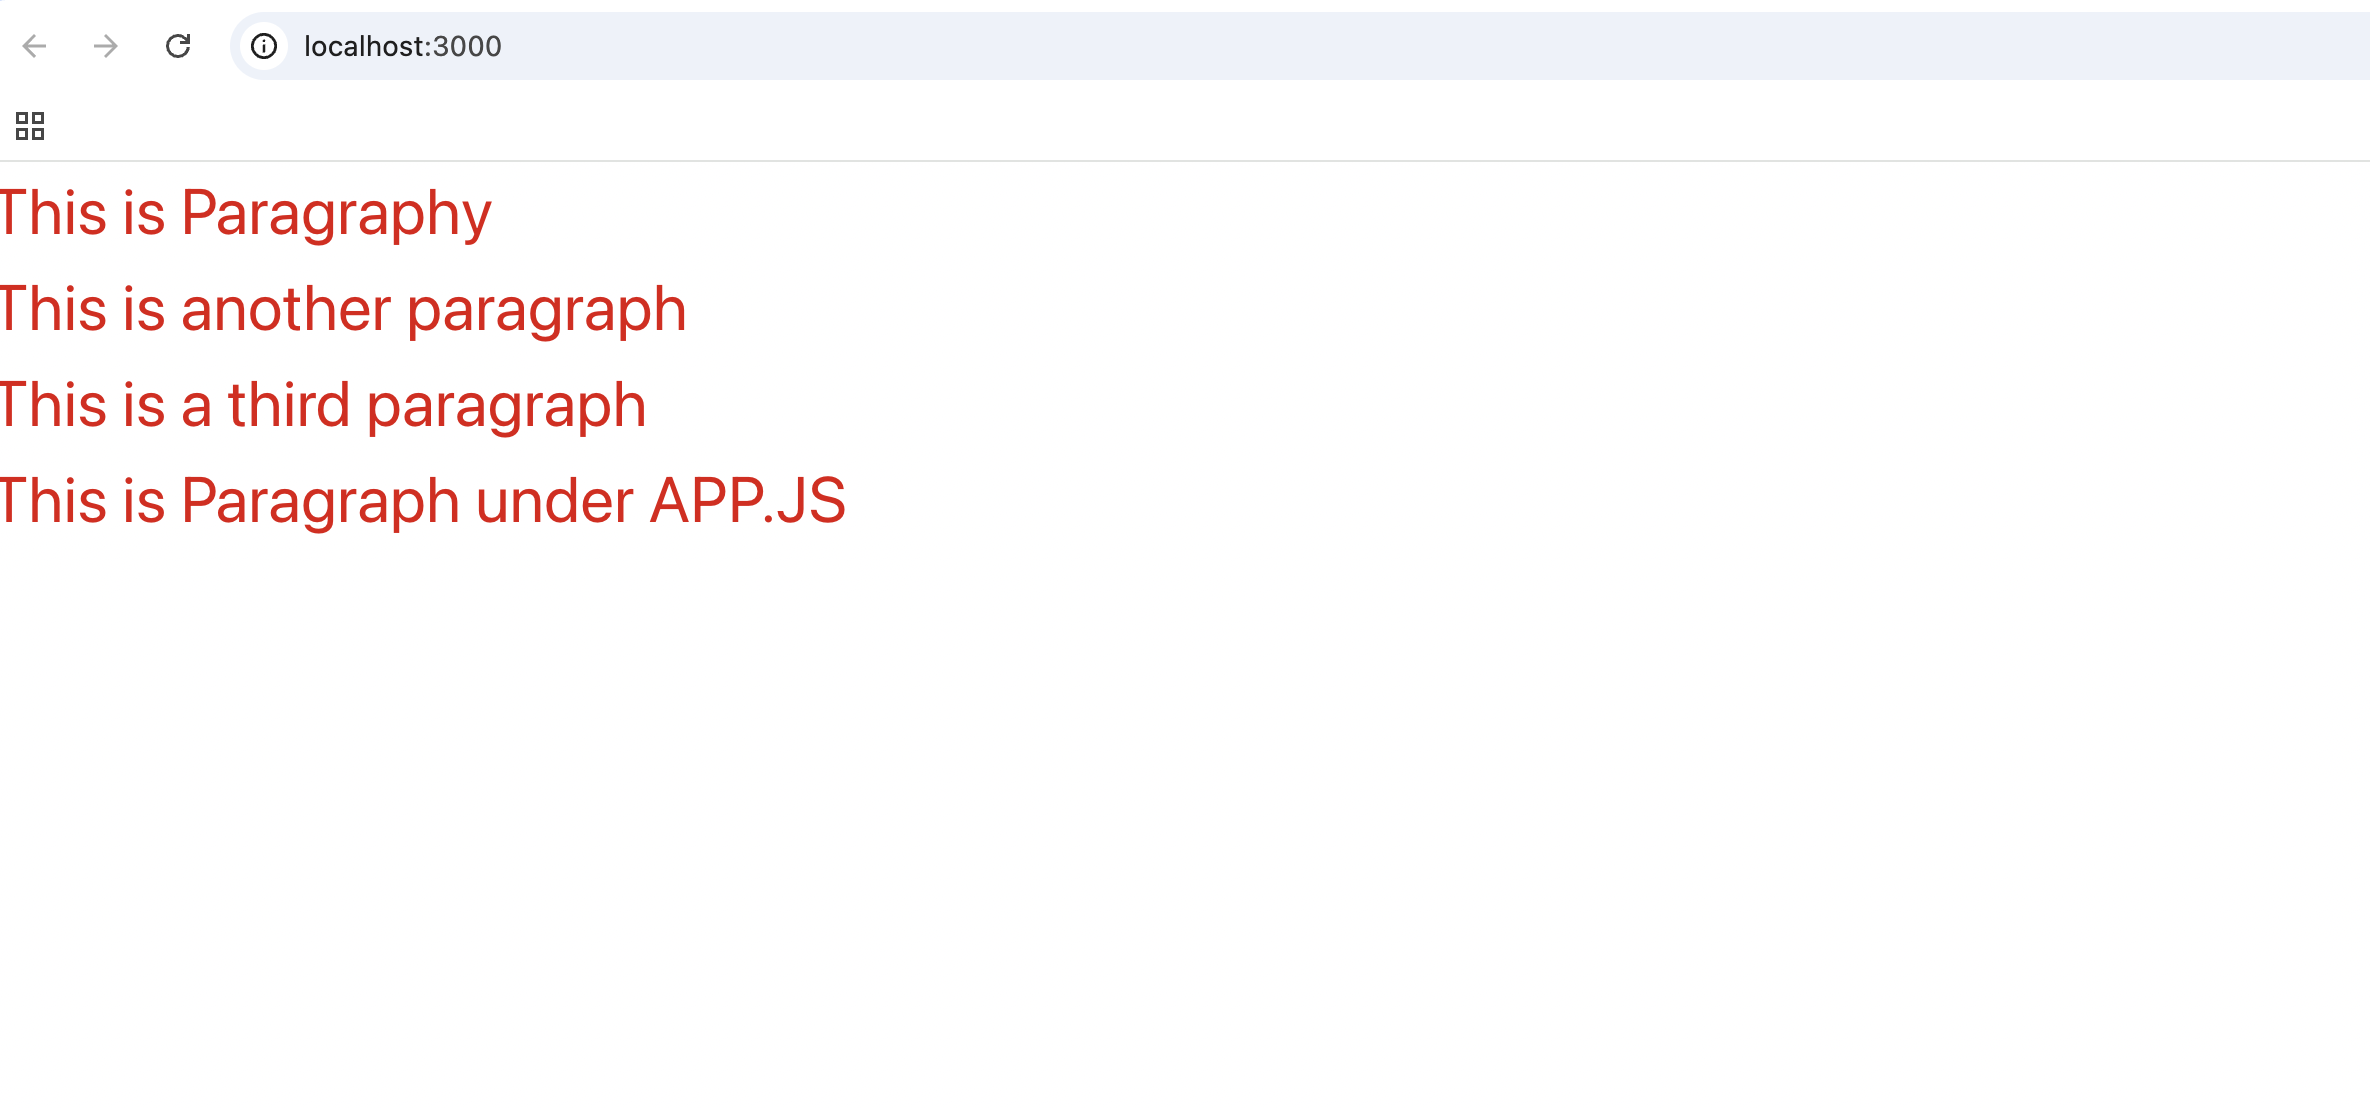 localhost:3000
This is Paragraphy
This is another paragraph
This is a third paragraph
This is Paragraph under APP.JS